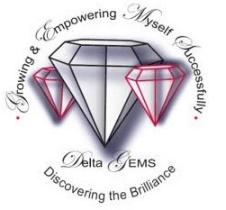 • Growing & Empowering Myself Successfully •
Delta GEMS
Discovering the Brilliance